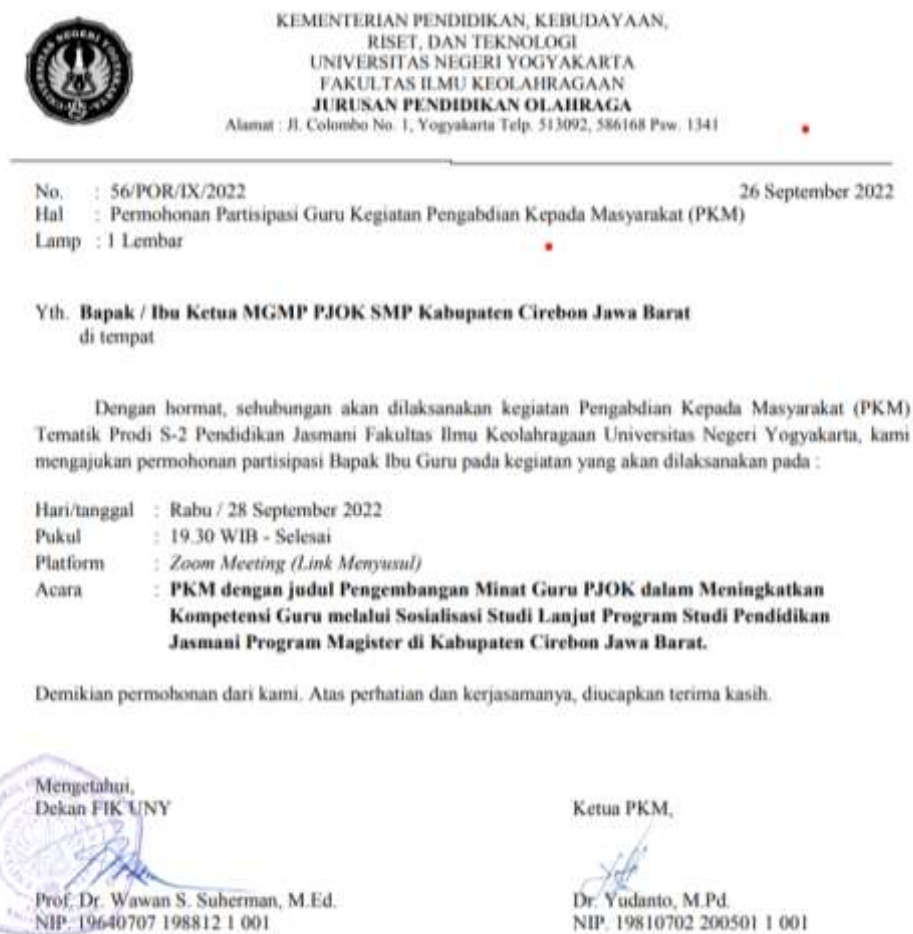 KEMENTERIAN PENDIDIKAN, KEBUDAYAAN,
RISET, DAN TEKNOLOGI
UNIVERSITAS NEGERI YOGYAKARTA
FAKULTAS ILMU KEOLAHRAGAAN
JURUSAN PENDIDIKAN OLAHRAGA
Alamat : Jl. Colombo No. 1, Yogyakarta Telp. 513092, 586168 Psw. 1341
No. : 56/POR/IX/2022 26 September 2022
Hal : Permohonan Partisipasi Guru Kegiatan Pengabdian Kepada Masyarakat (PKM)
Lamp : 1 Lembar
Yth. Bapak / Ibu Ketua MGMP PJOK SMP Kabupaten Cirebon Jawa Barat
di tempat
Dengan hormat, sehubungan akan dilaksanakan kegiatan Pengabdian Kepada Masyarakat (PKM)
Tematik Prodi S-2 Pendidikan Jasmani Fakultas Ilmu Keolahragaan Universitas Negeri Yogyakarta, kami
mengajukan permohonan partisipasi Bapak Ibu Guru pada kegiatan yang akan dilaksanakan pada :
Hari/tanggal : Rabu / 28 September 2022
Pukul : 19.30 WIB - Selesai
Platform : Zoom Meeting (Link Menyusul)
Acara : PKM dengan judul Pengembangan Minat Guru PJOK dalam Meningkatkan
Kompetensi Guru melalui Sosialisasi Studi Lanjut Program Studi Pendidikan
Jasmani Program Magister di Kabupaten Cirebon Jawa Barat.
Demikian permohonan dari kami. Atas perhatian dan kerjasamanya, diucapkan terima kasih.
Mengetahui,
Dekan FIK UNY Ketua PKM,
Prof. Dr. Wawan S. Suherman, M.Ed. Dr. Yudanto, M.Pd.
NIP. 19640707 198812 1 001 NIP. 19810702 200501 1 001